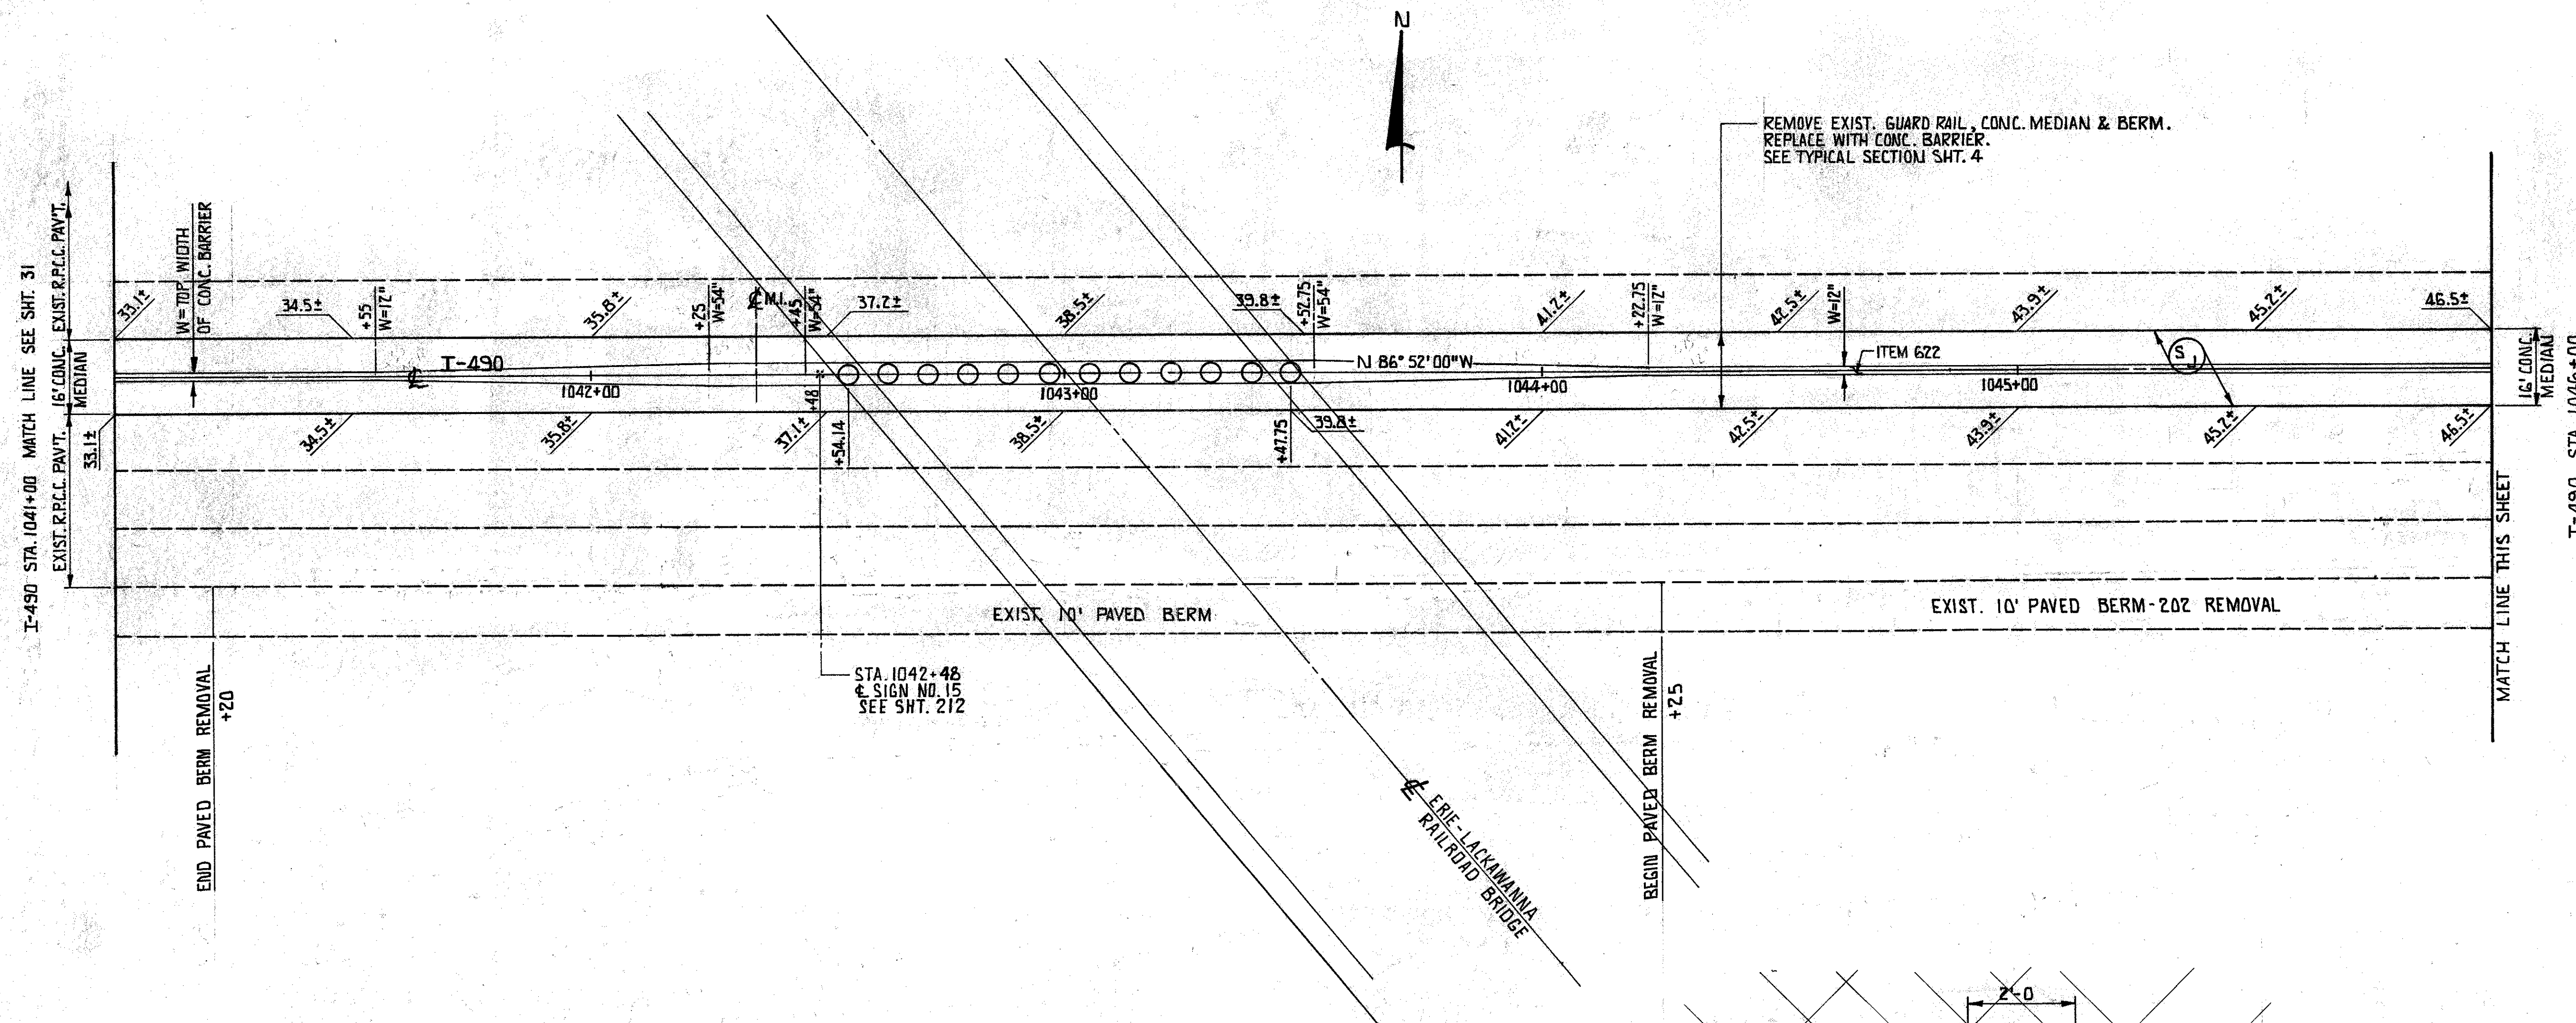 N
REMOVE EXIST. GUARD RAIL, CONC. MEDIAN & BERM.
REPLACE WITH CONC. BARRIER.
SEE TYPICAL SECTION SHT. 4
I-490 STA. 1041+00 MATCH LINE SEE SHT. 31
EXIST. R.P.C.C. PAV'T.
16' CONC.
MEDIAN
EXIST. R.P.C.C. PAV'T.
W = TOP WIDTH
OF CONC. BARRIER
33.1±
34.5±
+55
W=12"
35.8±
+25
W=54"
℄ M.I.
+45
W=54"
37.2±
38.5±
39.8±
+52.75
W=54"
41.2±
+22.75
W=12"
42.5±
W=12"
43.9±
45.2±
46.5±
℄
I-490
N 86° 52' 00" W
ITEM 622
SJ
1042+00
1043+00
1044+00
1045+00
16' CONC.
MEDIAN
I-490 STA. 1046+00
33.1±
34.5±
35.8±
37.1±
+48
+54.14
38.5±
+47.75
39.8±
41.2±
42.5±
43.9±
45.2±
46.5±
EXIST. 10' PAVED BERM
EXIST. 10' PAVED BERM-202 REMOVAL
MATCH LINE THIS SHEET
STA. 1042+48
℄ SIGN NO. 15
SEE SHT. 212
END PAVED BERM REMOVAL
+20
BEGIN PAVED BERM REMOVAL
+25
℄ ERIE-LACKAWANNA
RAILROAD BRIDGE
2'-0